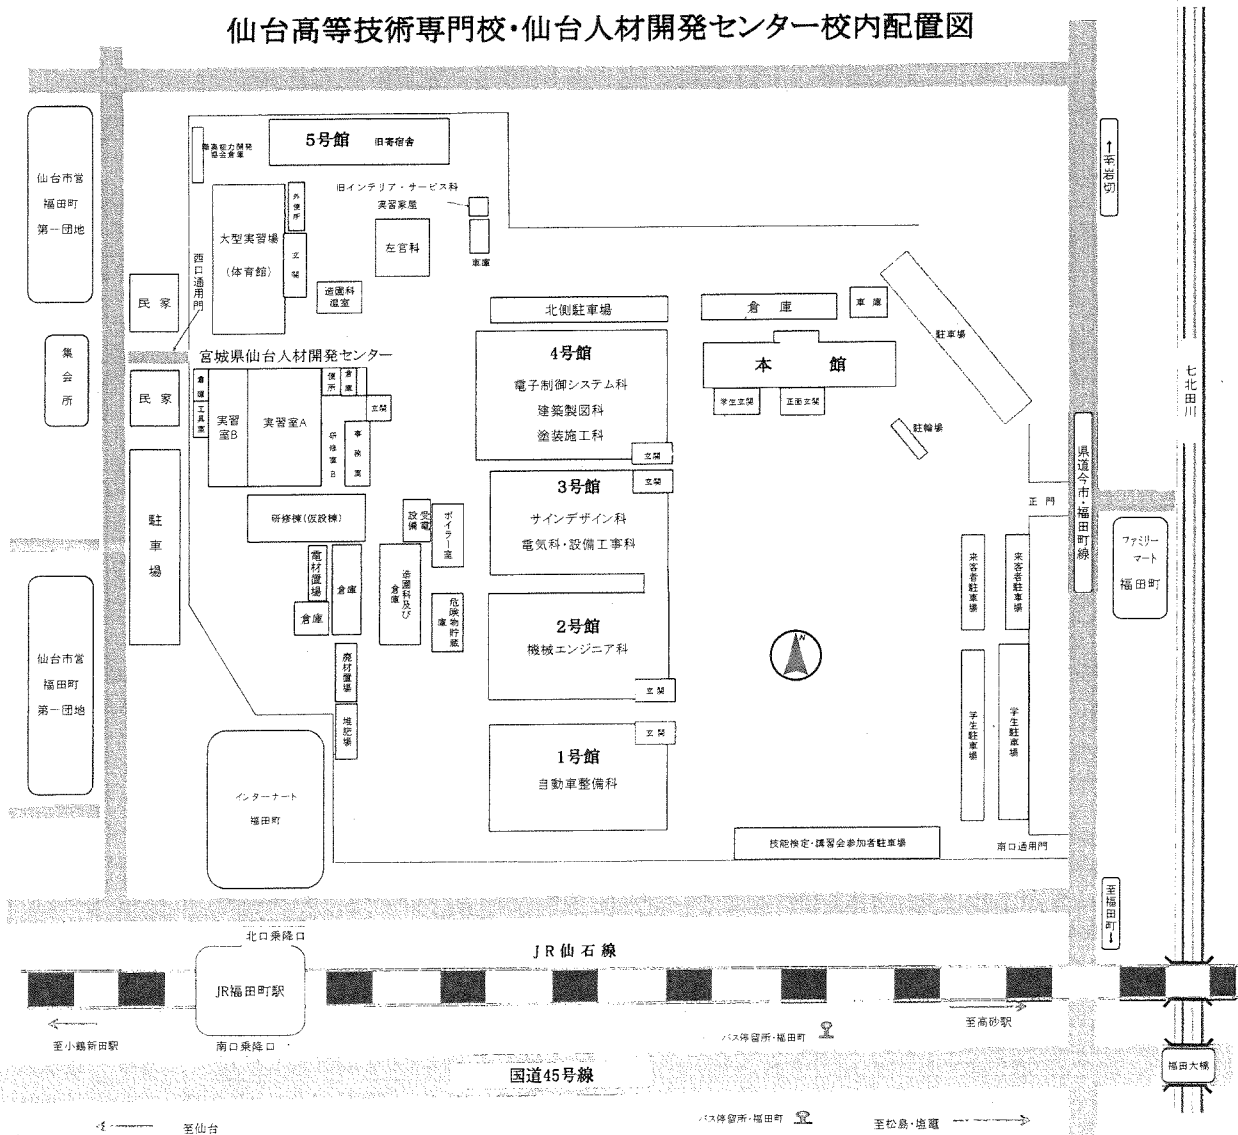 仙台高等技術専門校・仙台人材開発センター校内配置図
仙台市営
福田町
第一団地
集会所
仙台市営
福田町
第一団地
民家
民家
駐車場
西口通用門
協会倉庫
5号館 旧寄宿舎
大型実習場
(体育館)
外便所
玄関
旧インテリア・サービス科
実習家屋
左官科
車庫
造園科
温室
宮城県仙台人材開発センター
倉庫
工具室
実習
室B
実習室A
便所
倉庫
玄関
研修室B
事務室
研修棟(仮設棟)
受電
設備
ボイラー室
電材置場
倉庫
倉庫
造園科及び
倉庫
危険物貯蔵
庫
廃材置場
堆肥場
インターナート
福田町
北側駐車場
4号館
電子制御システム科
建築製図科
塗装施工科
玄関
玄関
3号館
サインデザイン科
電気科・設備工事科
2号館
機械エンジニア科
玄関
玄関
1号館
自動車整備科
倉庫
車庫
本館
学生玄関
正面玄関
駐車場
駐輪場
正門
来客者駐車場
来客者駐車場
学生駐車場
学生駐車場
N
技能検定・講習会参加者駐車場
南口通用門
至岩切
県道今市・福田町線
ファミリー
マート
福田町
七北田川
至福田町
北口乗降口
JR仙石線
JR福田町駅
南口乗降口
至小鶴新田駅
至高砂駅
バス停留所・福田町
国道45号線
福田大橋
バス停留所・福田町
至仙台
至松島・塩竈